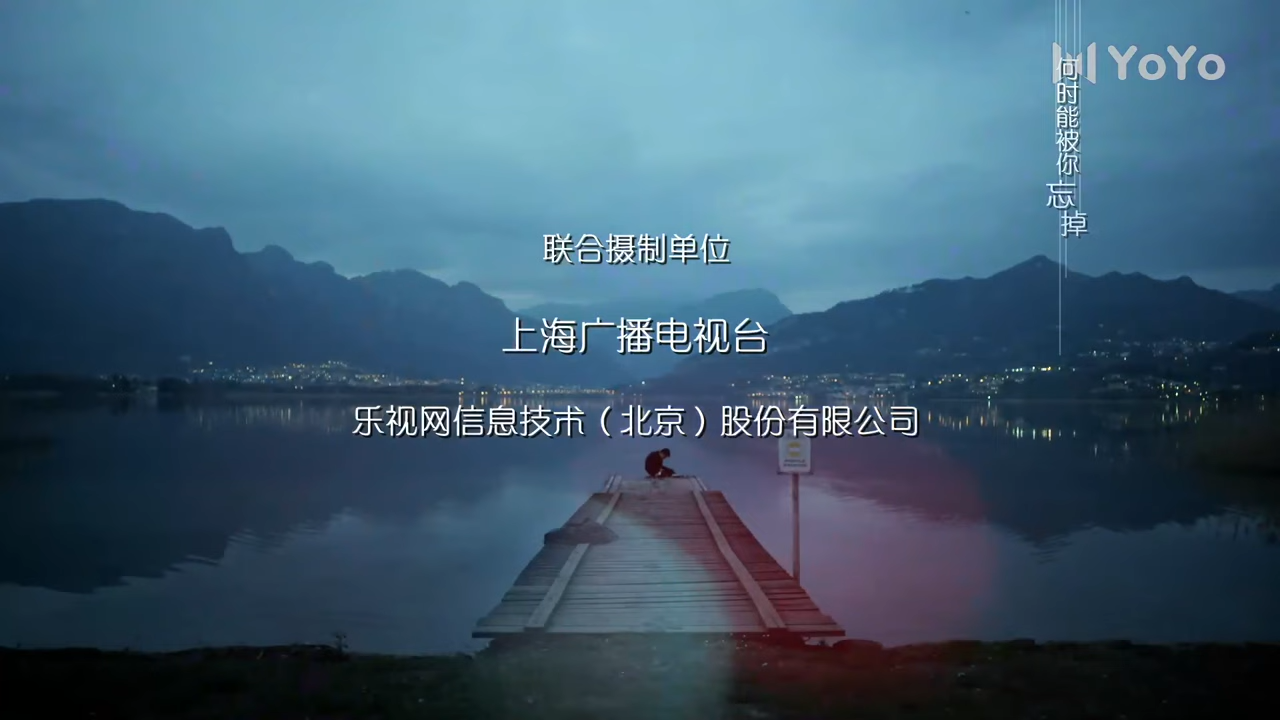 YoYo
何时能被你忘掉
联合摄制单位
上海广播电视台
乐视网信息技术（北京）股份有限公司